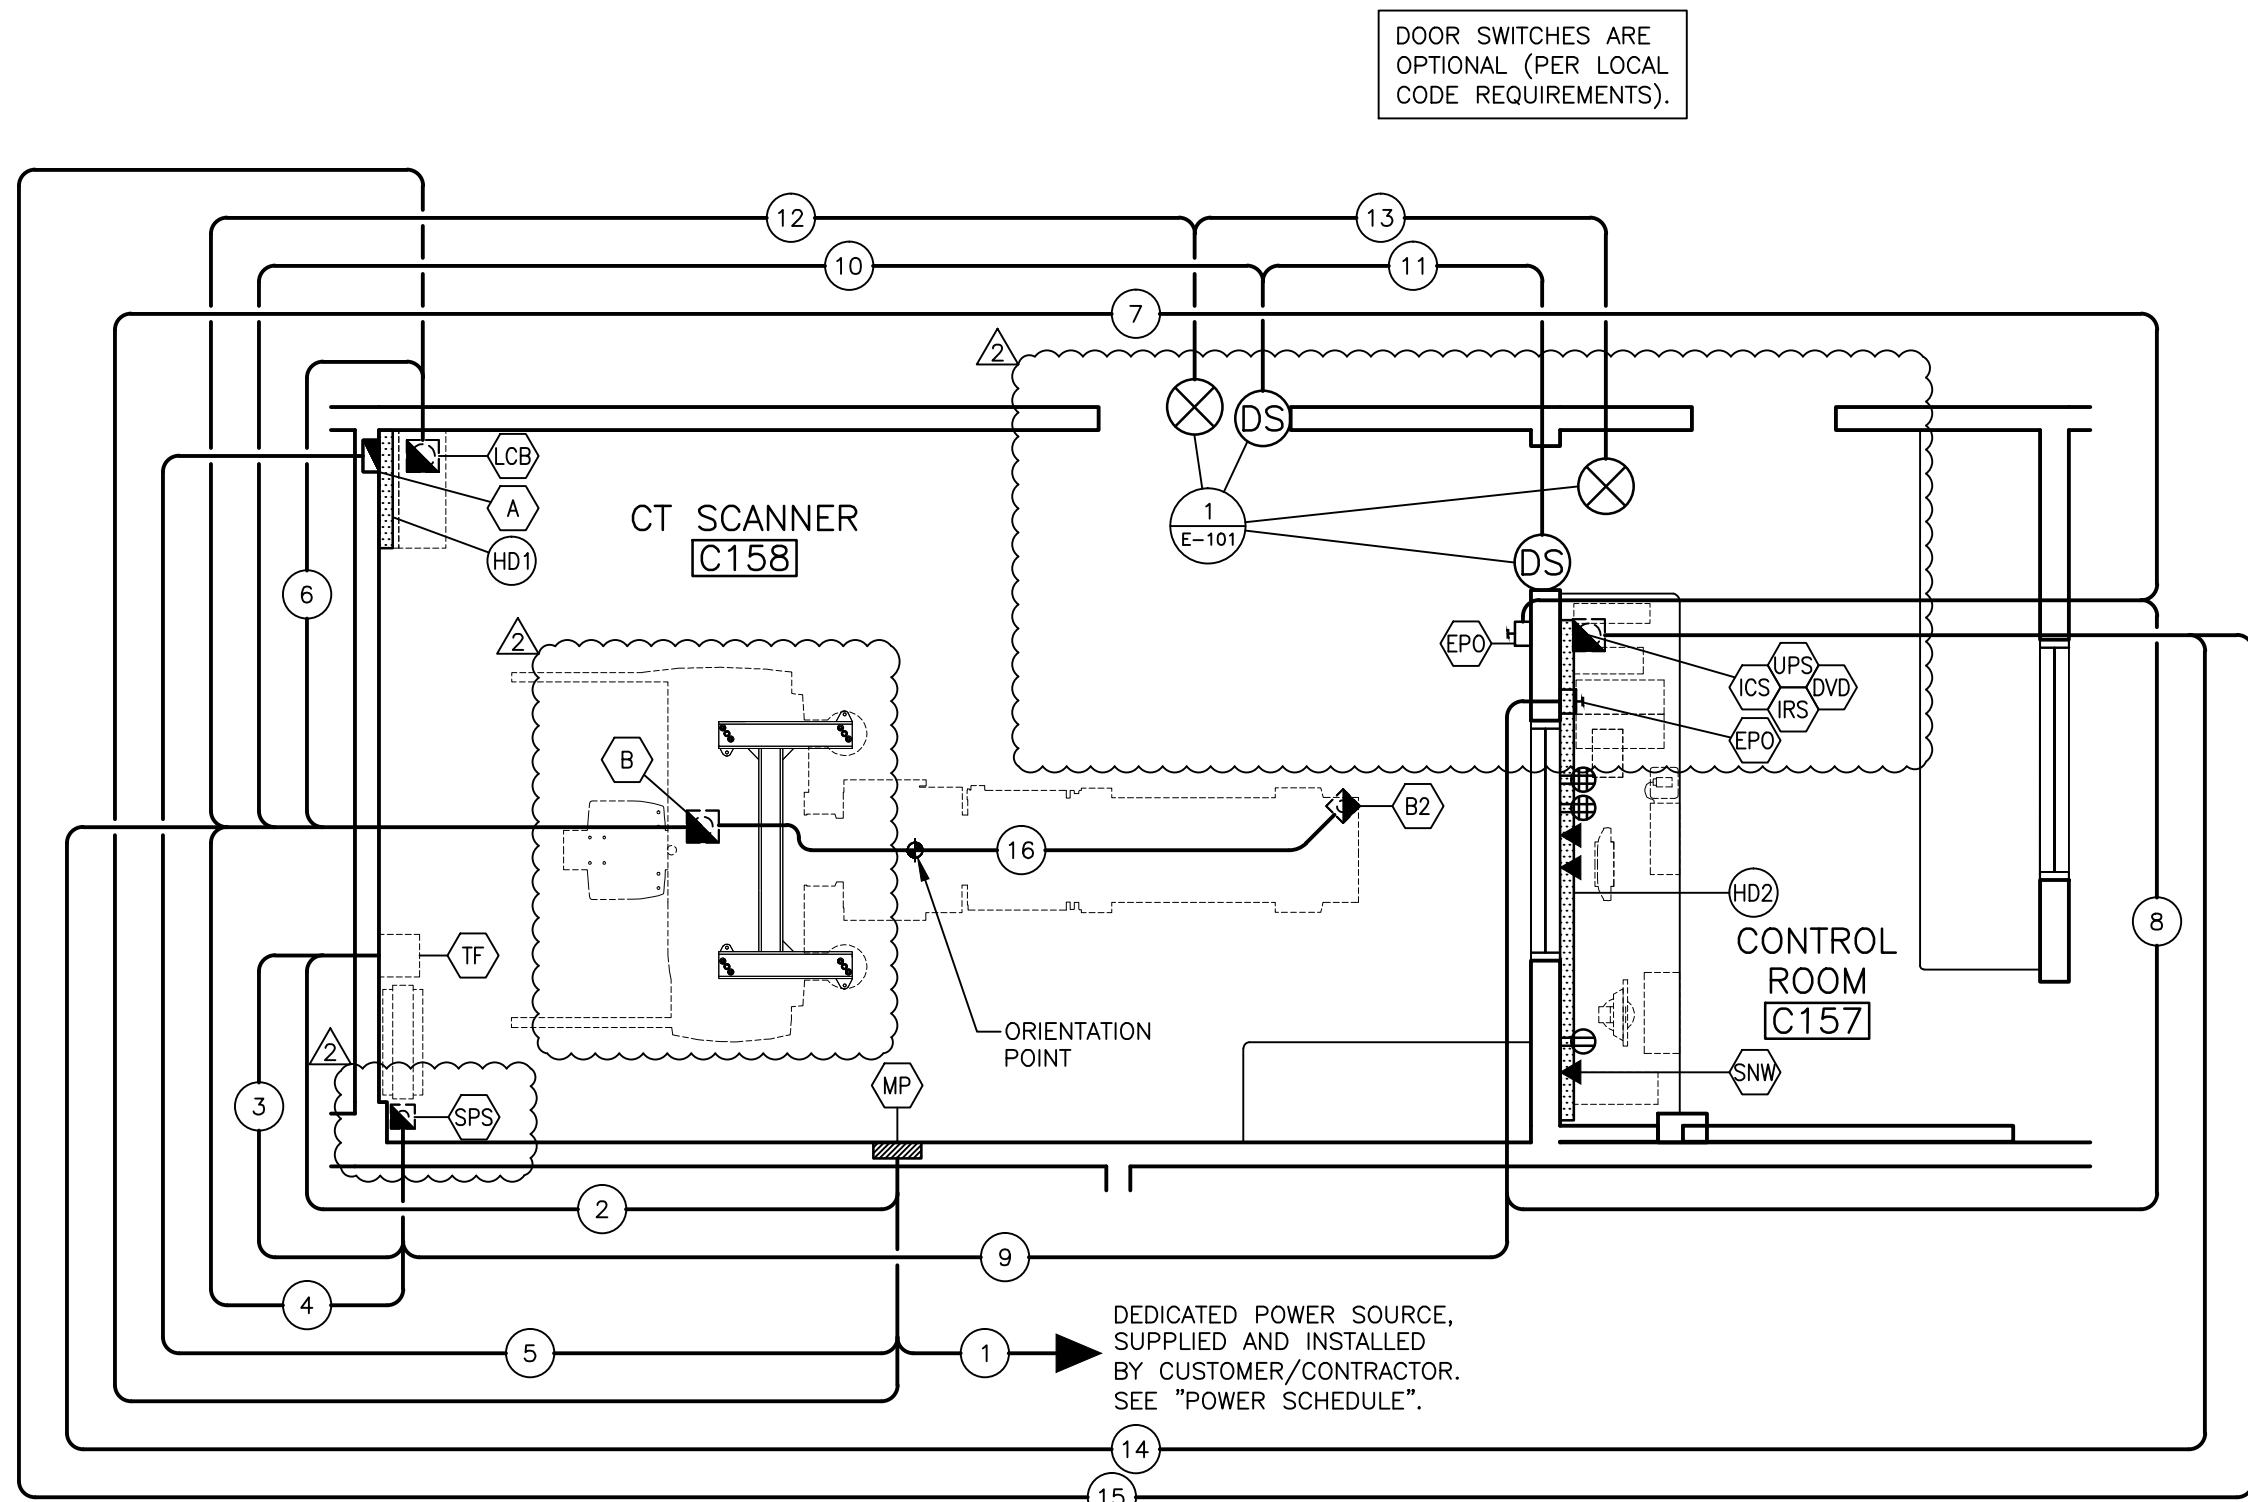 DOOR SWITCHES ARE
OPTIONAL (PER LOCAL
CODE REQUIREMENTS).
12
13
10
11
7
2
DS
LCB
A
HD1
CT SCANNER
C158
1
E-101
DS
6
2
EPO
UPS
ICS
DVD
IRS
EPO
B
B2
16
HD2
8
CONTROL
ROOM
C157
TF
ORIENTATION
POINT
2
MP
SNW
3
SPS
2
9
4
5
1
DEDICATED POWER SOURCE,
SUPPLIED AND INSTALLED
BY CUSTOMER/CONTRACTOR.
SEE "POWER SCHEDULE".
14
15